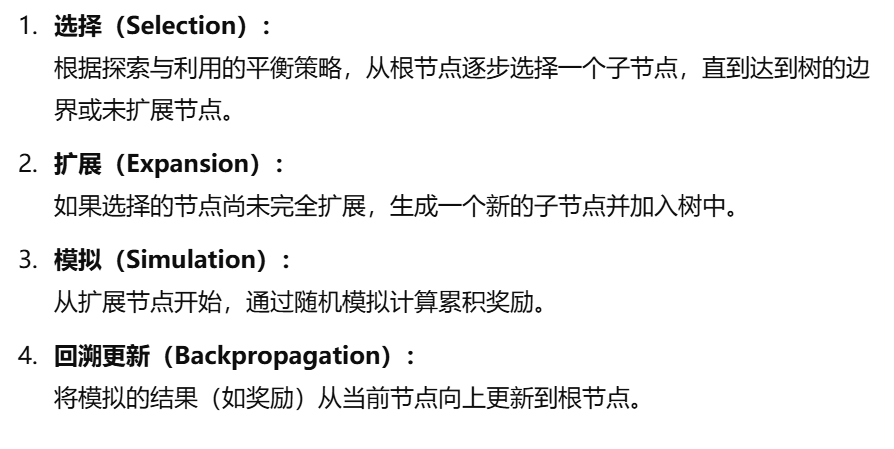 1. 选择（Selection）：
根据探索与利用的平衡策略，从根节点逐步选择一个子节点，直到达到树的边
界或未扩展节点。
2. 扩展（Expansion）：
如果选择的节点尚未完全扩展，生成一个新的子节点并加入树中。
3. 模拟（Simulation）：
从扩展节点开始，通过随机模拟计算累积奖励。
4. 回溯更新（Backpropagation）：
将模拟的结果（如奖励）从当前节点向上更新到根节点。